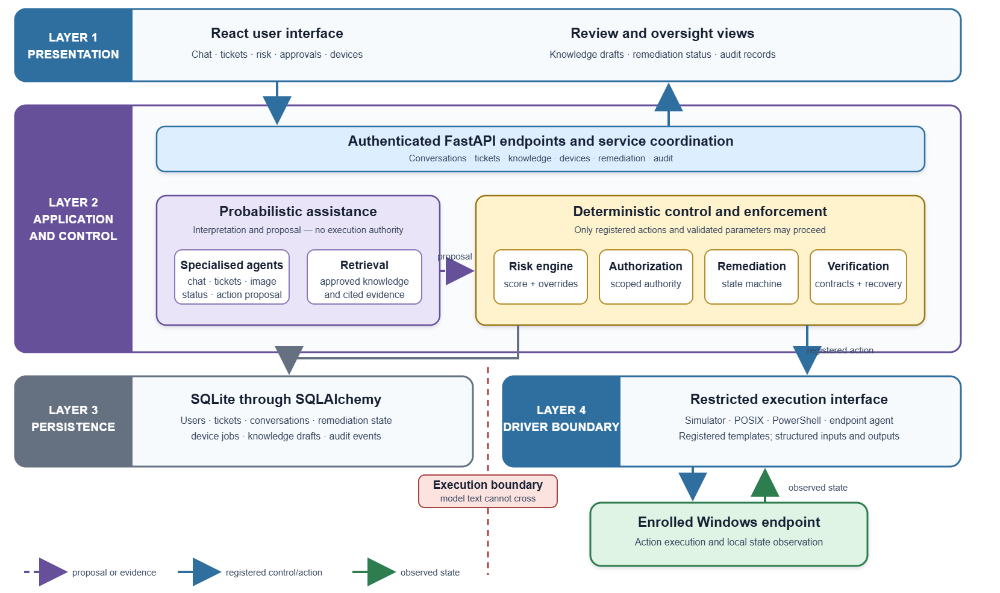 LAYER 1
PRESENTATION
React user interface
Chat · tickets · risk · approvals · devices
Review and oversight views
Knowledge drafts · remediation status · audit records
LAYER 2
APPLICATION
AND CONTROL
Authenticated FastAPI endpoints and service coordination
Conversations · tickets · knowledge · devices · remediation · audit
Probabilistic assistance
Interpretation and proposal — no execution authority
Specialised agents
chat · tickets · image
status · action proposal
Retrieval
approved knowledge
and cited evidence
proposal
Deterministic control and enforcement
Only registered actions and validated parameters may proceed
Risk engine
score + overrides
Authorization
scoped authority
Remediation
state machine
Verification
contracts + recovery
registered action
LAYER 3
PERSISTENCE
SQLite through SQLAlchemy
Users · tickets · conversations · remediation state
device jobs · knowledge drafts · audit events
LAYER 4
DRIVER BOUNDARY
Restricted execution interface
Simulator · POSIX · PowerShell · endpoint agent
Registered templates; structured inputs and outputs
Execution boundary
model text cannot cross
observed state
Enrolled Windows endpoint
Action execution and local state observation
proposal or evidence
registered control/action
observed state